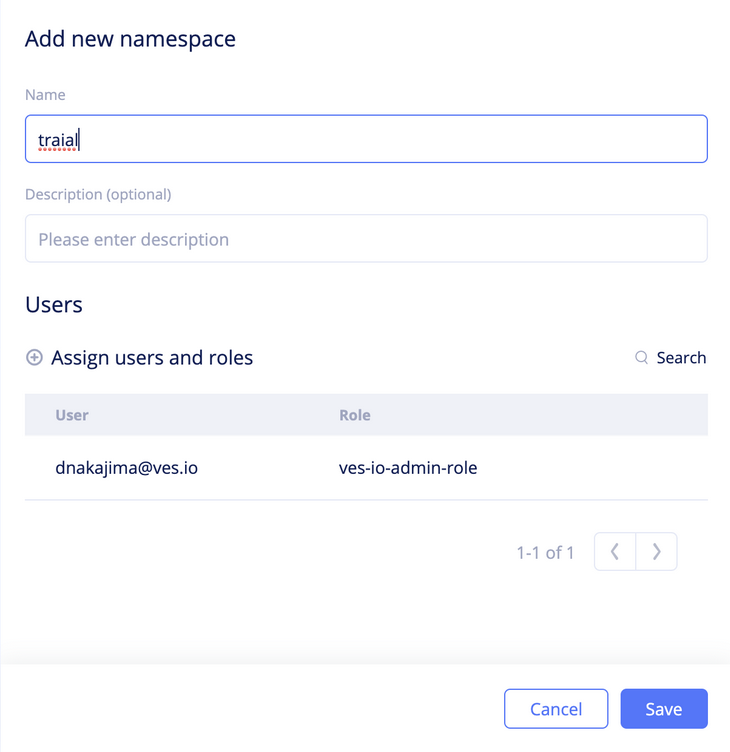 Add new namespace
Name
traial
Description (optional)
Please enter description
Users
Assign users and roles
Search
User Role
dnakajima@ves.io ves-io-admin-role
1-1 of 1
Cancel Save